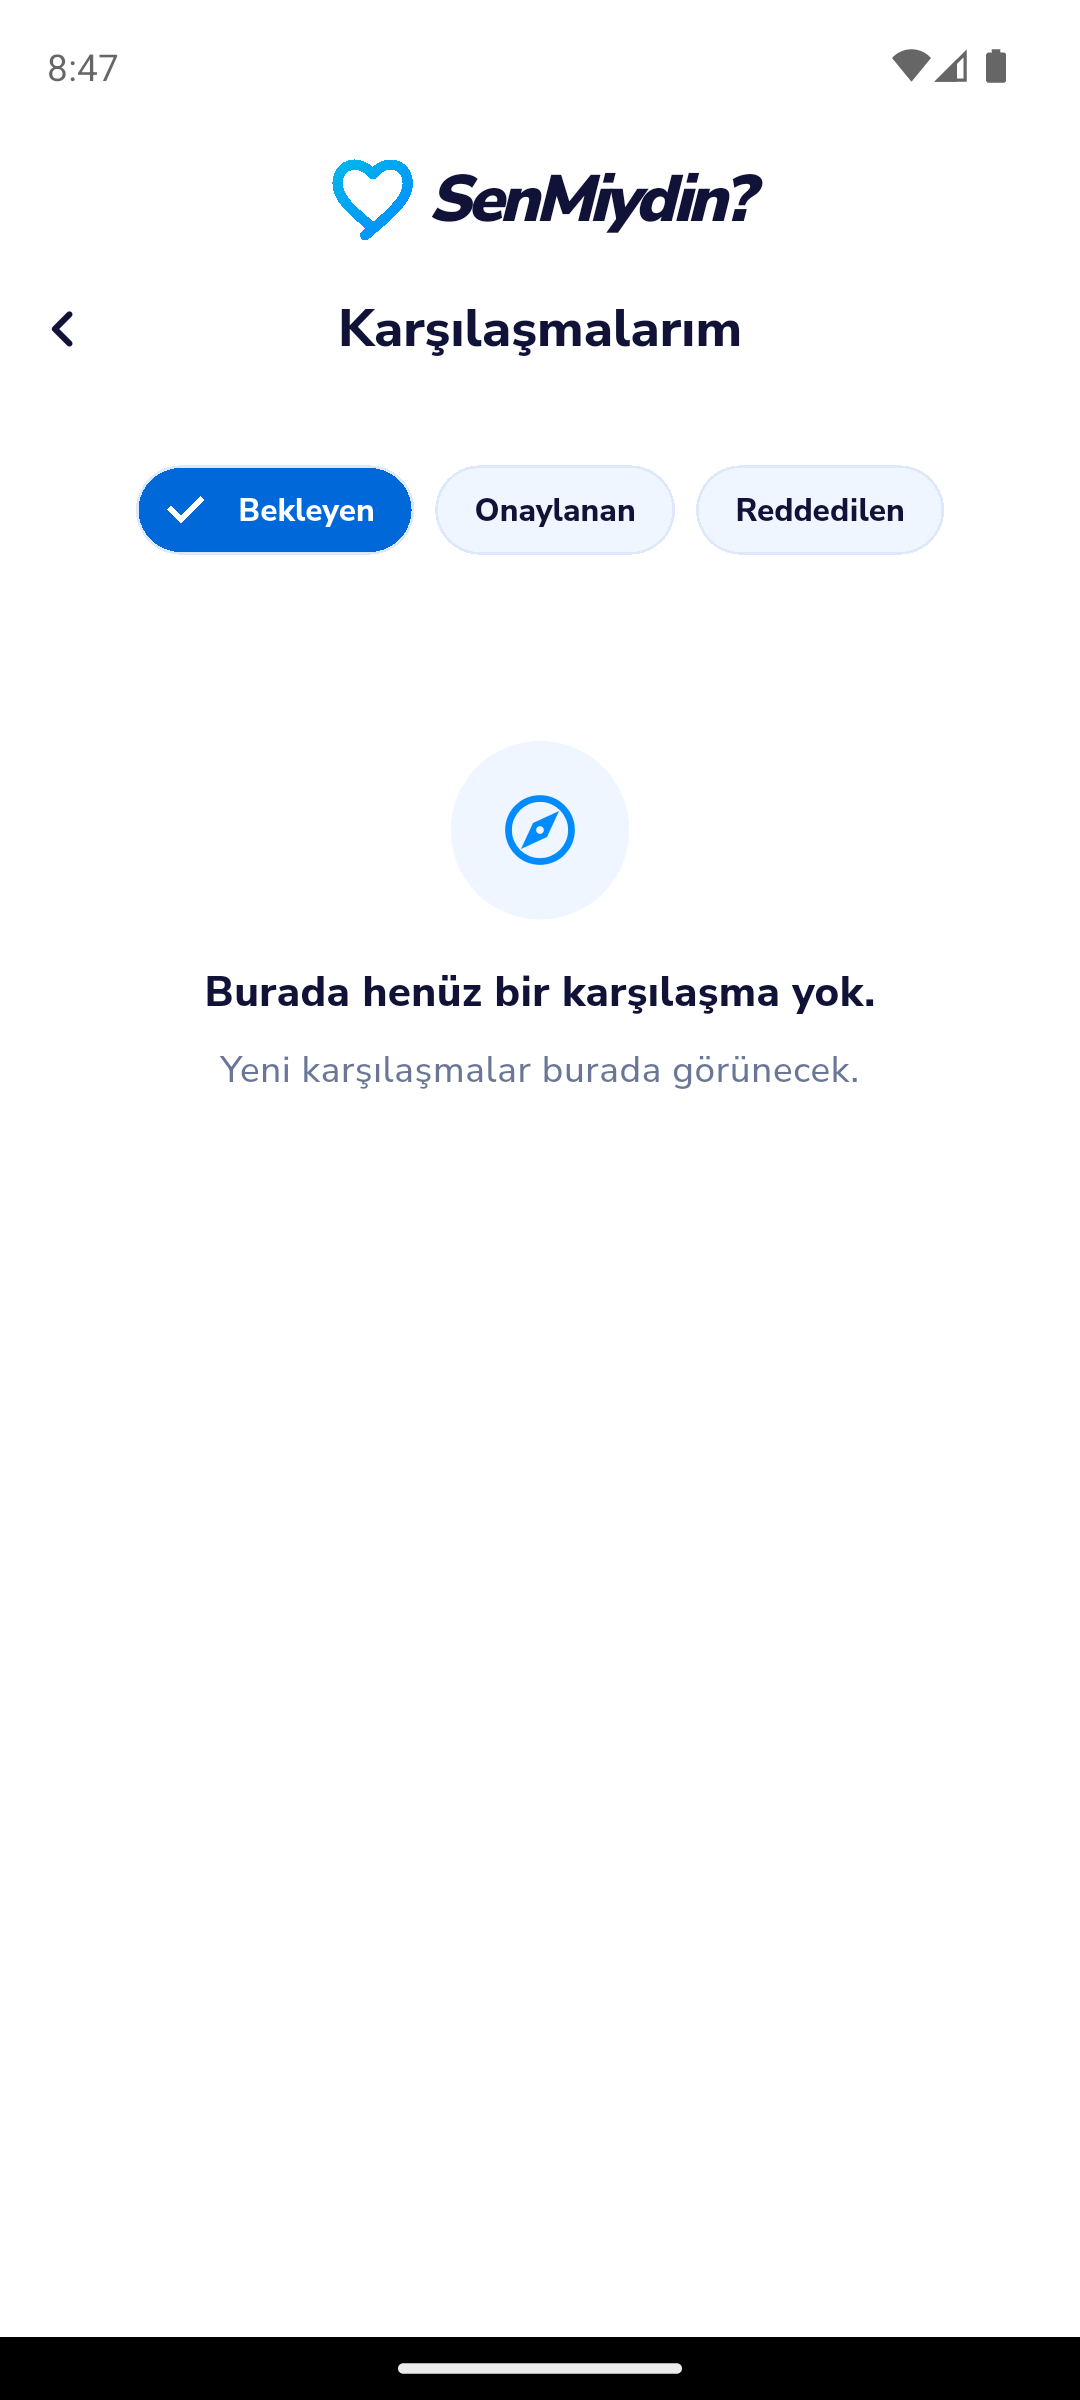 8:47
SenMiydin?
Karşılaşmalarım
Bekleyen Onaylanan Reddedilen
Burada henüz bir karşılaşma yok.
Yeni karşılaşmalar burada görünecek.